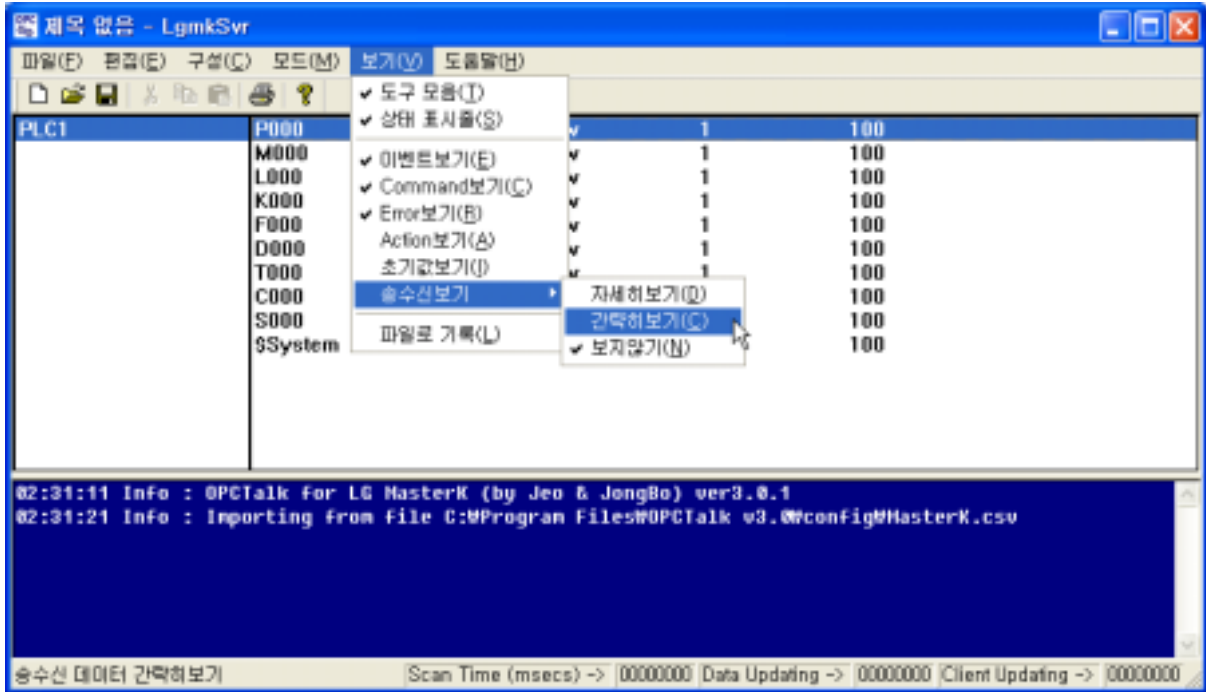 제목 없음 - LgmkSvr
파일(F) 편집(E) 구성(C) 모드(M) 보기(V) 도움말(H)
✔ 도구 모음(T)
✔ 상태 표시줄(S)
✔ 이벤트보기(E)
✔ Command보기(C)
✔ Error보기(R)
Action보기(A)
초기값보기(I)
송수신보기
파일로 기록(L)
자세히보기(D)
간략히보기(C)
✔ 보지않기(N)
PLC1 P000 v 1 100
M000 v 1 100
L000 v 1 100
K000 v 1 100
F000 v 1 100
D000 v 1 100
T000 v 1 100
C000 100
S000 100
$System 100
02:31:11 Info : OPCTalk for LG MasterK (by Jeo & JongBo) ver3.0.1
02:31:21 Info : Importing from file C:₩Program Files₩OPCTalk v3.0₩config₩MasterK.csv
송수신 데이터 간략히보기 Scan Time (msecs) -> 00000000 Data Updating -> 00000000 Client Updating -> 00000000